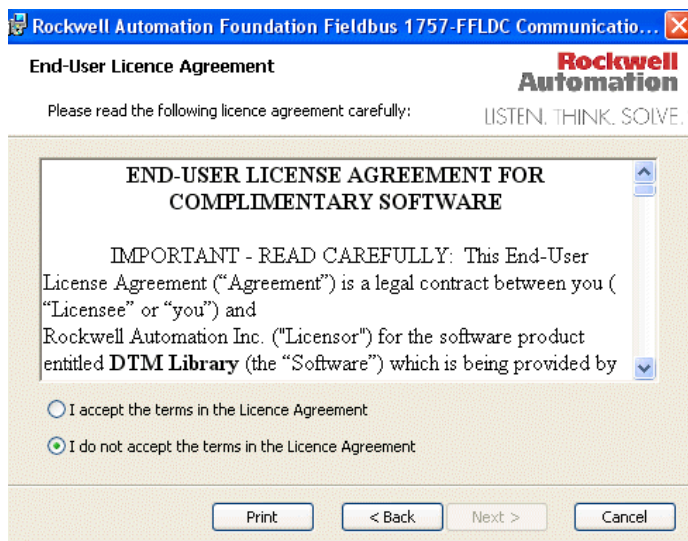 Rockwell Automation Foundation Fieldbus 1757-FFLDC Communicatio...
End-User Licence Agreement
Rockwell
Automation
Please read the following licence agreement carefully:
LISTEN. THINK. SOLVE.
END-USER LICENSE AGREEMENT FOR
COMPLIMENTARY SOFTWARE
IMPORTANT - READ CAREFULLY: This End-User
License Agreement (“Agreement”) is a legal contract between you (
“Licensee” or “you”) and
Rockwell Automation Inc. ("Licensor") for the software product
entitled DTM Library (the “Software”) which is being provided by
I accept the terms in the Licence Agreement
I do not accept the terms in the Licence Agreement
Print < Back Next > Cancel